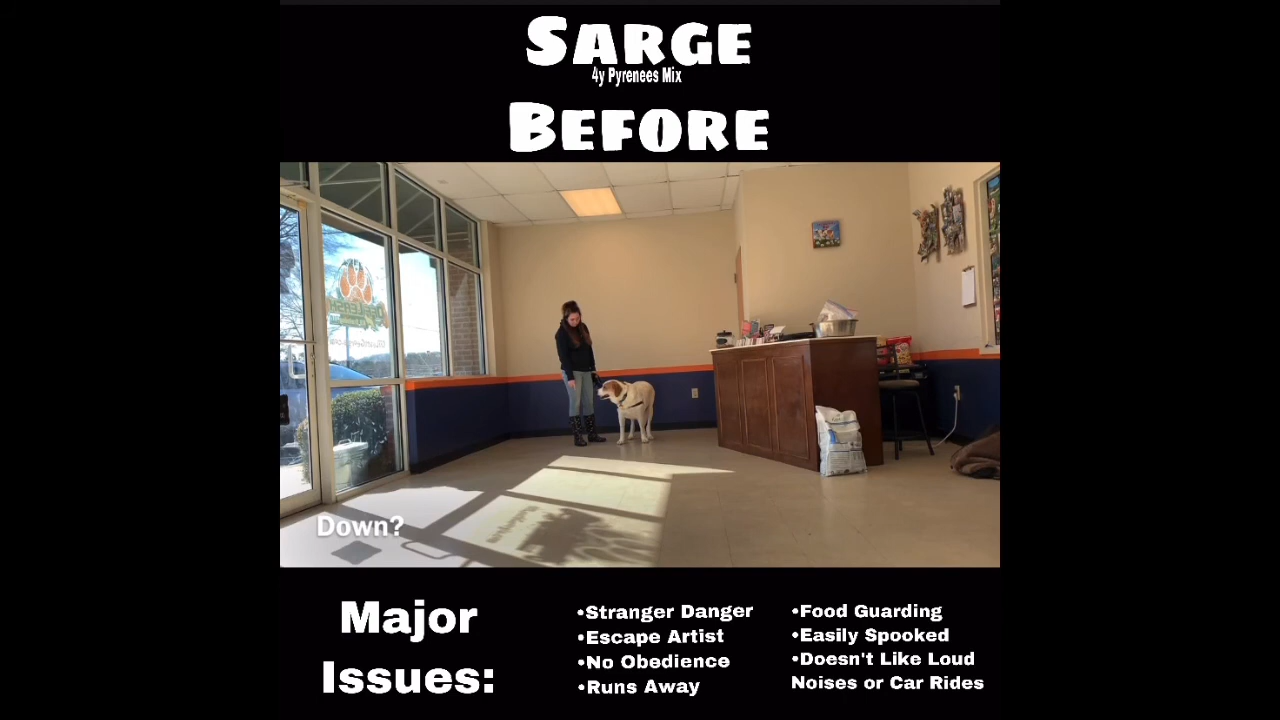 SARGE
4y Pyrenees Mix
BEFORE
Down?
Major
Issues:
•Stranger Danger
•Escape Artist
•No Obedience
•Runs Away
•Food Guarding
•Easily Spooked
•Doesn't Like Loud
Noises or Car Rides